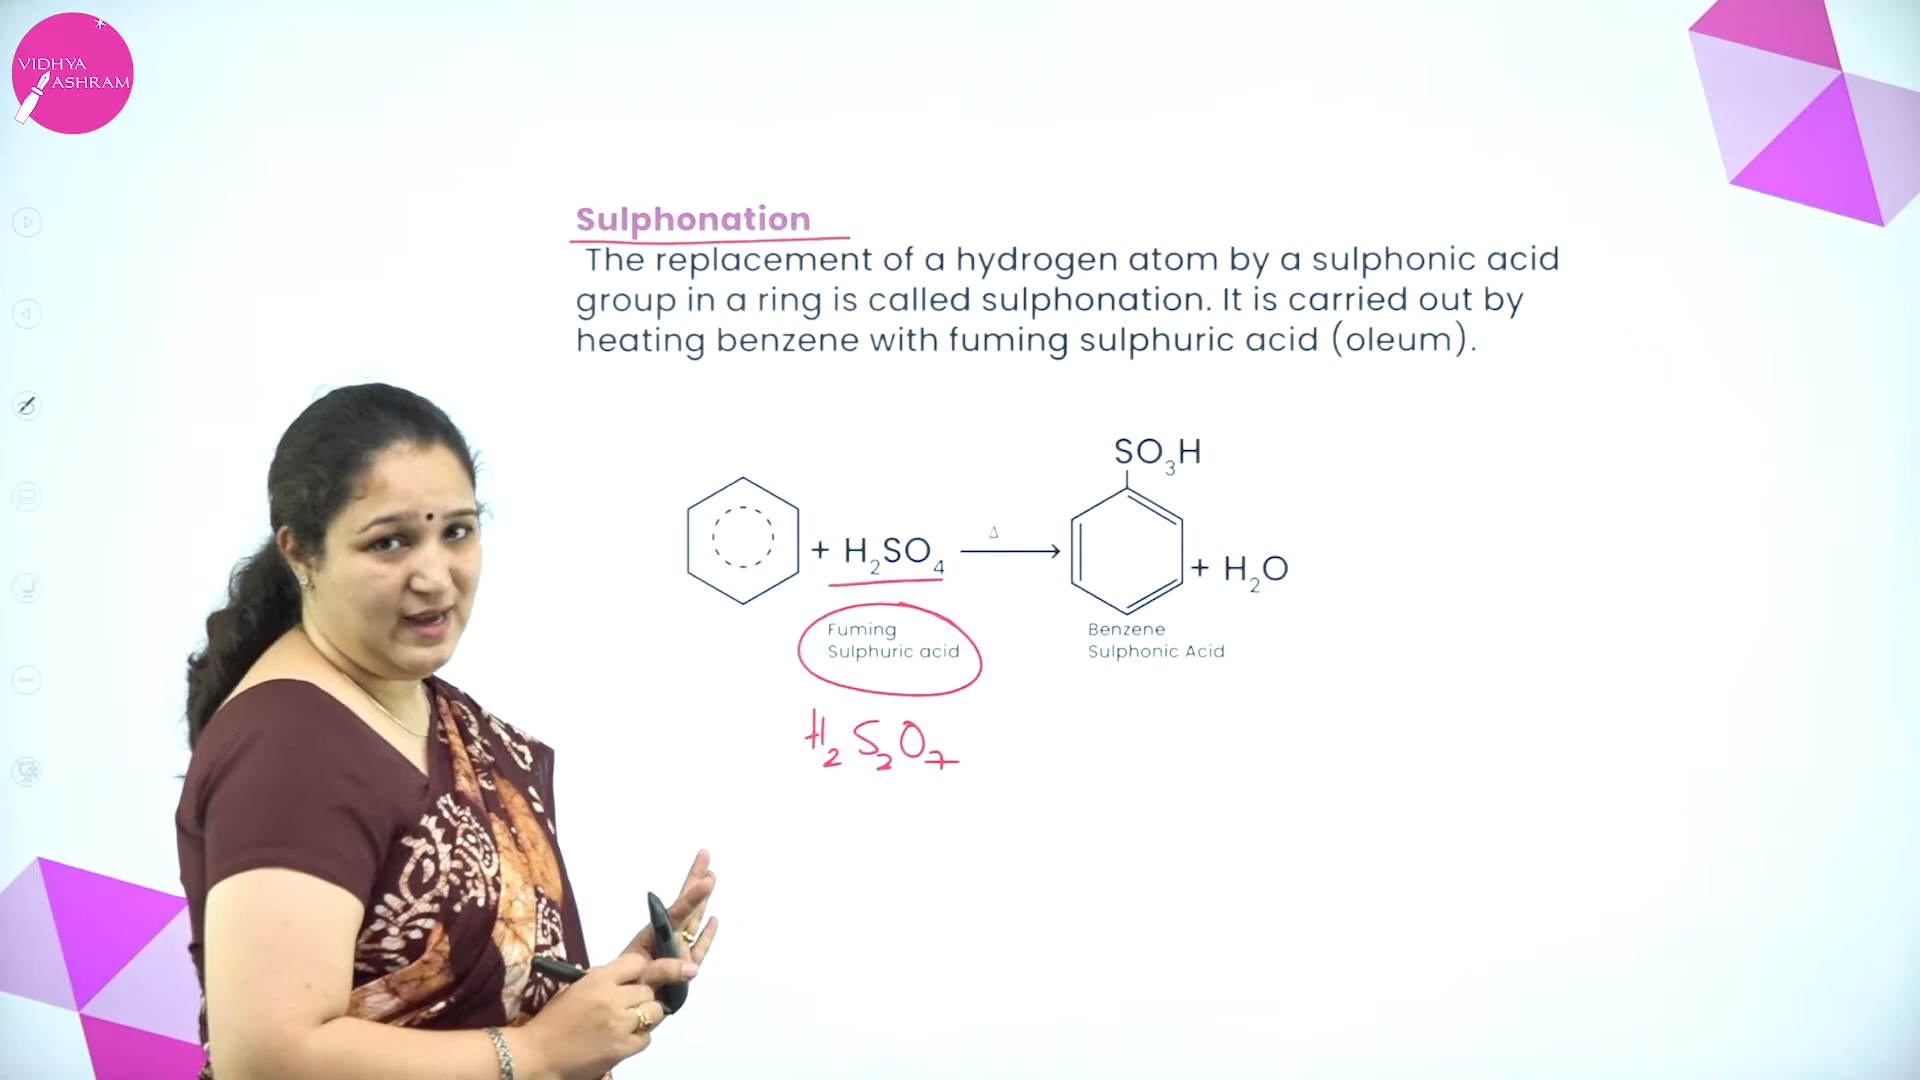 VIDHYA
ASHRAM
Sulphonation
The replacement of a hydrogen atom by a sulphonic acid
group in a ring is called sulphonation. It is carried out by
heating benzene with fuming sulphuric acid (oleum).
SO₃H
+ H₂SO₄ Δ + H₂O
Fuming
Sulphuric acid
Benzene
Sulphonic Acid
H₂S₂O₇